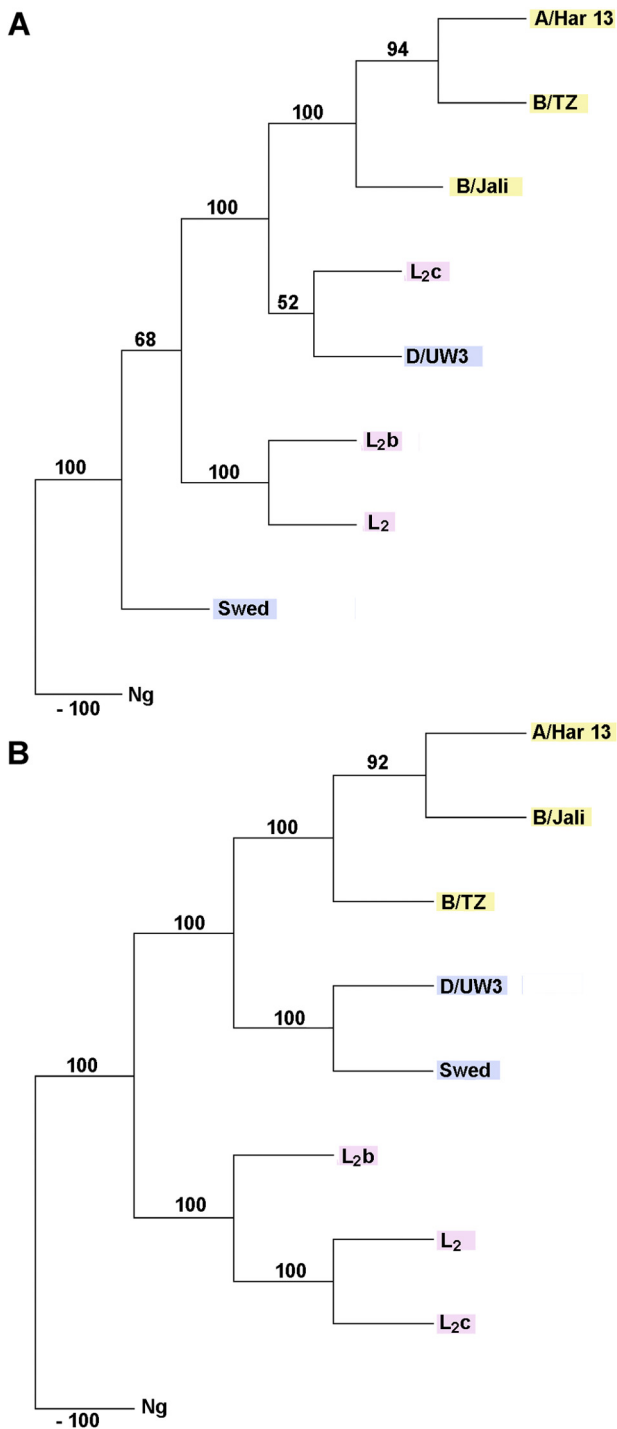 A
A/Har 13
94
B/TZ
100
B/Jali
100
L₂c
52
D/UW3
68
L₂b
100
100
L₂
Swed
Ng
- 100
B
A/Har 13
92
B/Jali
100
B/TZ
100
D/UW3
100
Swed
100
L₂b
100
L₂
100
L₂c
Ng
- 100